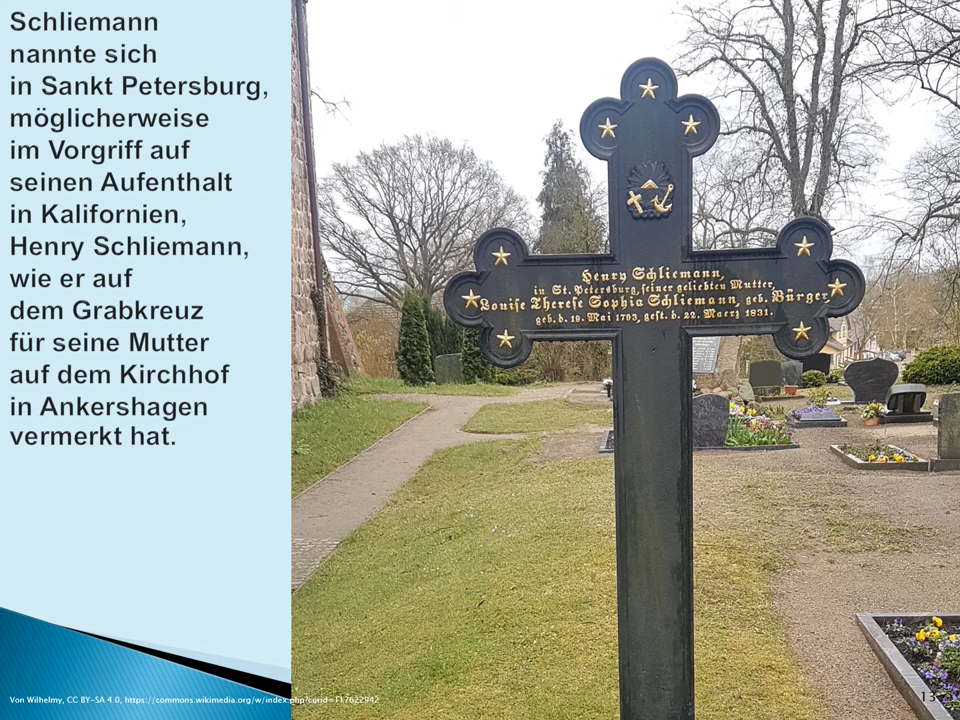 Schliemann
nannte sich
in Sankt Petersburg,
möglicherweise
im Vorgriff auf
seinen Aufenthalt
in Kalifornien,
Henry Schliemann,
wie er auf
dem Grabkreuz
für seine Mutter
auf dem Kirchhof
in Ankershagen
vermerkt hat.
Henry Schliemann,
in St. Petersburg, seiner geliebten Mutter,
Louise Therese Sophia Schliemann, geb. Bürger,
geb. d. 19. Mai 1793, gest. d. 22. Maerz 1831.
Von Wilhelmy, CC BY-SA 4.0, https://commons.wikimedia.org/w/index.php?curid=117622942
13